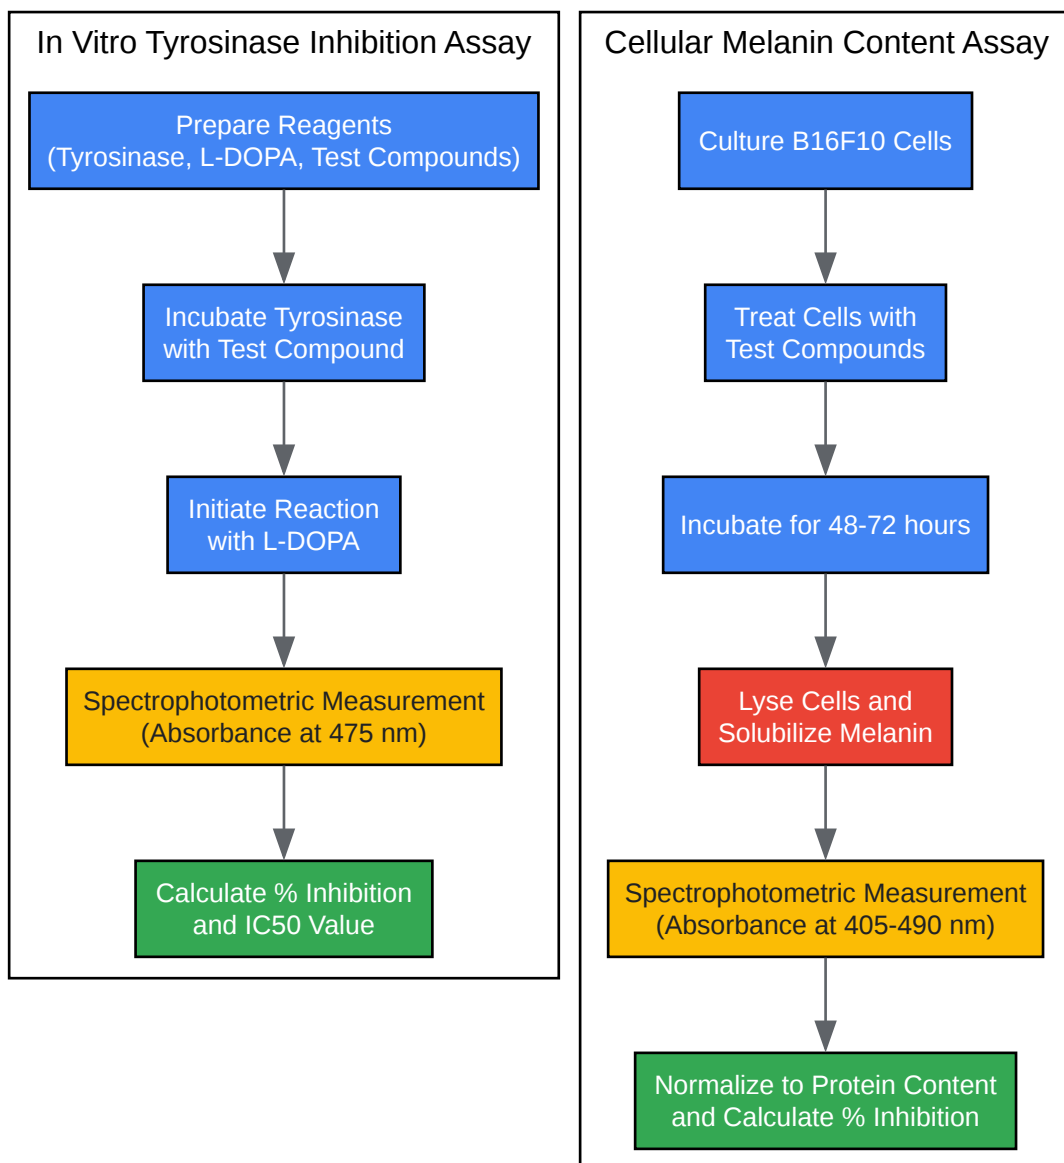 In Vitro Tyrosinase Inhibition Assay
Prepare Reagents
(Tyrosinase, L-DOPA, Test Compounds)
Incubate Tyrosinase
with Test Compound
Initiate Reaction
with L-DOPA
Spectrophotometric Measurement
(Absorbance at 475 nm)
Calculate % Inhibition
and IC50 Value
Cellular Melanin Content Assay
Culture B16F10 Cells
Treat Cells with
Test Compounds
Incubate for 48-72 hours
Lyse Cells and
Solubilize Melanin
Spectrophotometric Measurement
(Absorbance at 405-490 nm)
Normalize to Protein Content
and Calculate % Inhibition